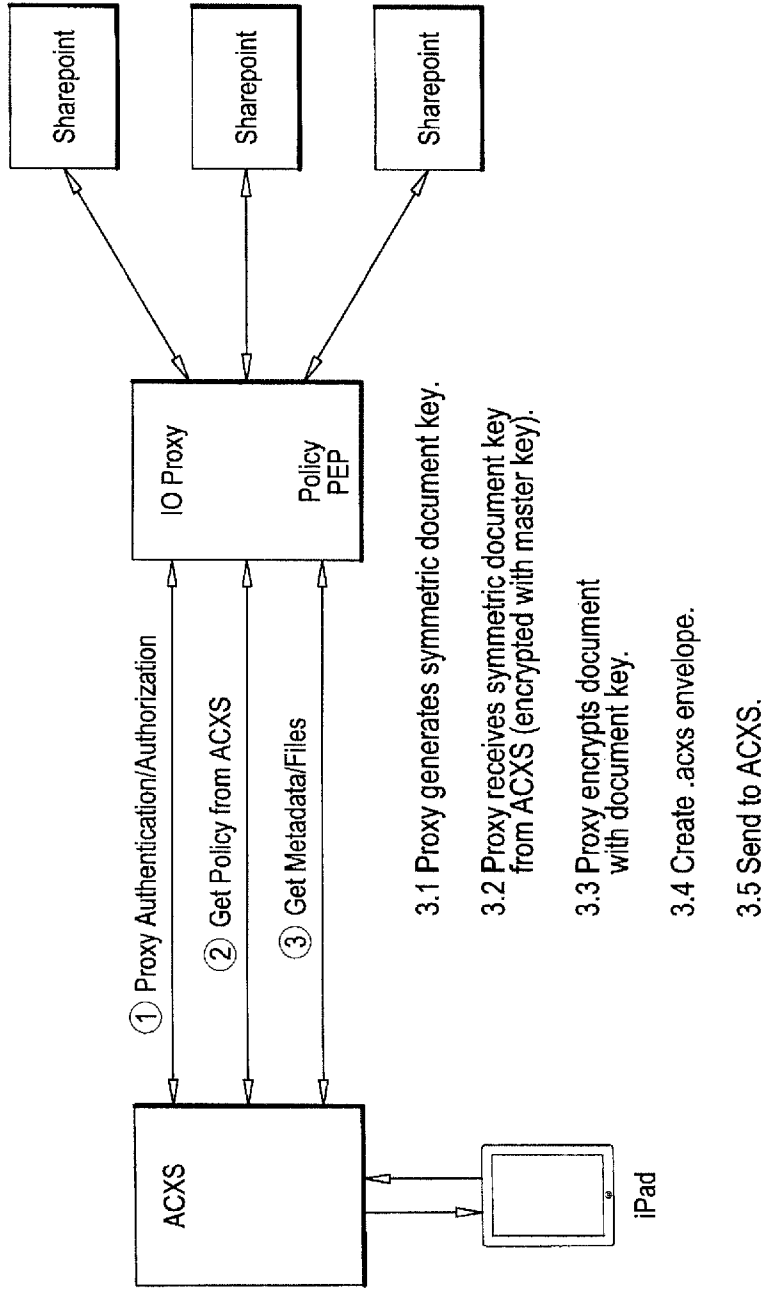 ACXS
iPad
① Proxy Authentication/Authorization
② Get Policy from ACXS
③ Get Metadata/Files
IO Proxy
Policy
PEP
Sharepoint
Sharepoint
Sharepoint
3.1 Proxy generates symmetric document key.
3.2 Proxy receives symmetric document key
from ACXS (encrypted with master key).
3.3 Proxy encrypts document
with document key.
3.4 Create .acxs envelope.
3.5 Send to ACXS.